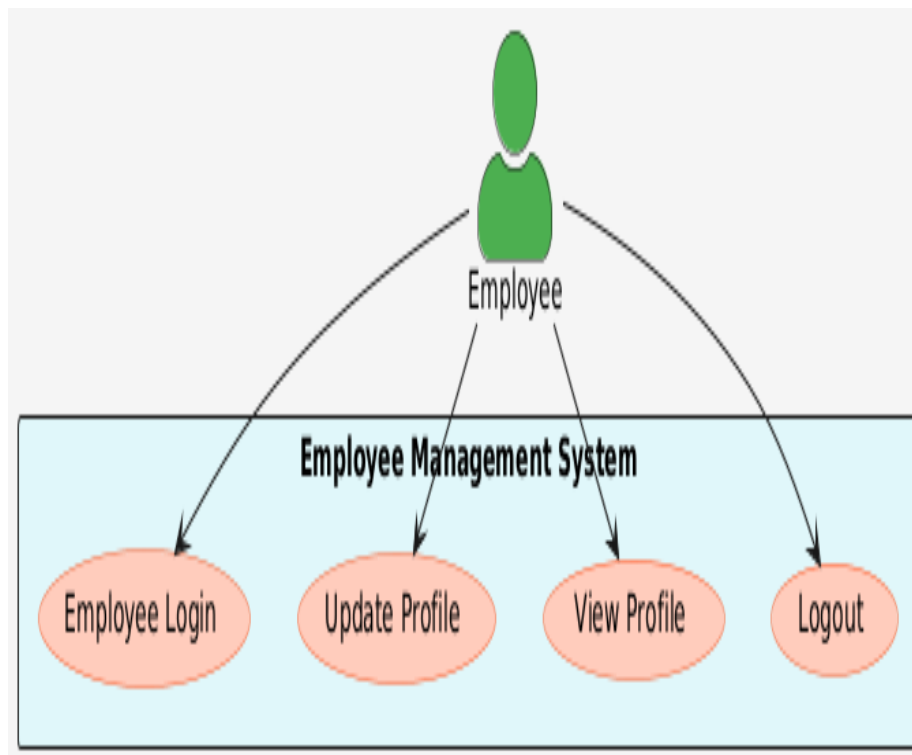 Employee
Employee Management System
Employee Login
Update Profile
View Profile
Logout